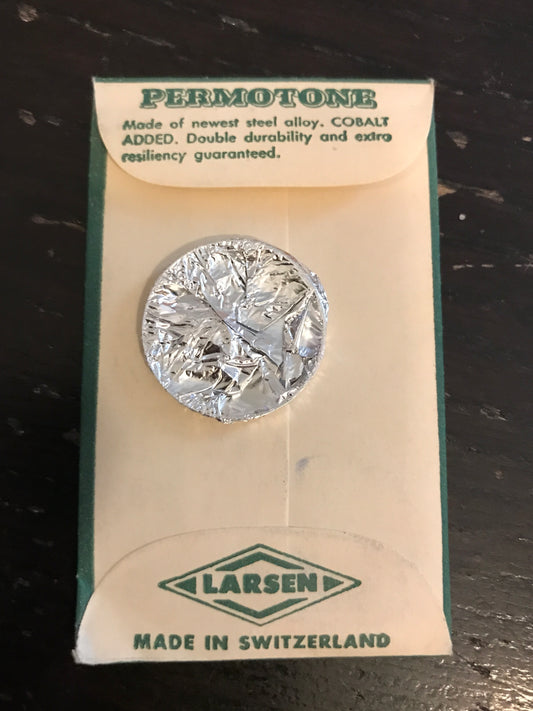 PERMOTONE
Made of newest steel alloy. COBALT
ADDED. Double durability and extra
resiliency guaranteed.
LARSEN
MADE IN SWITZERLAND